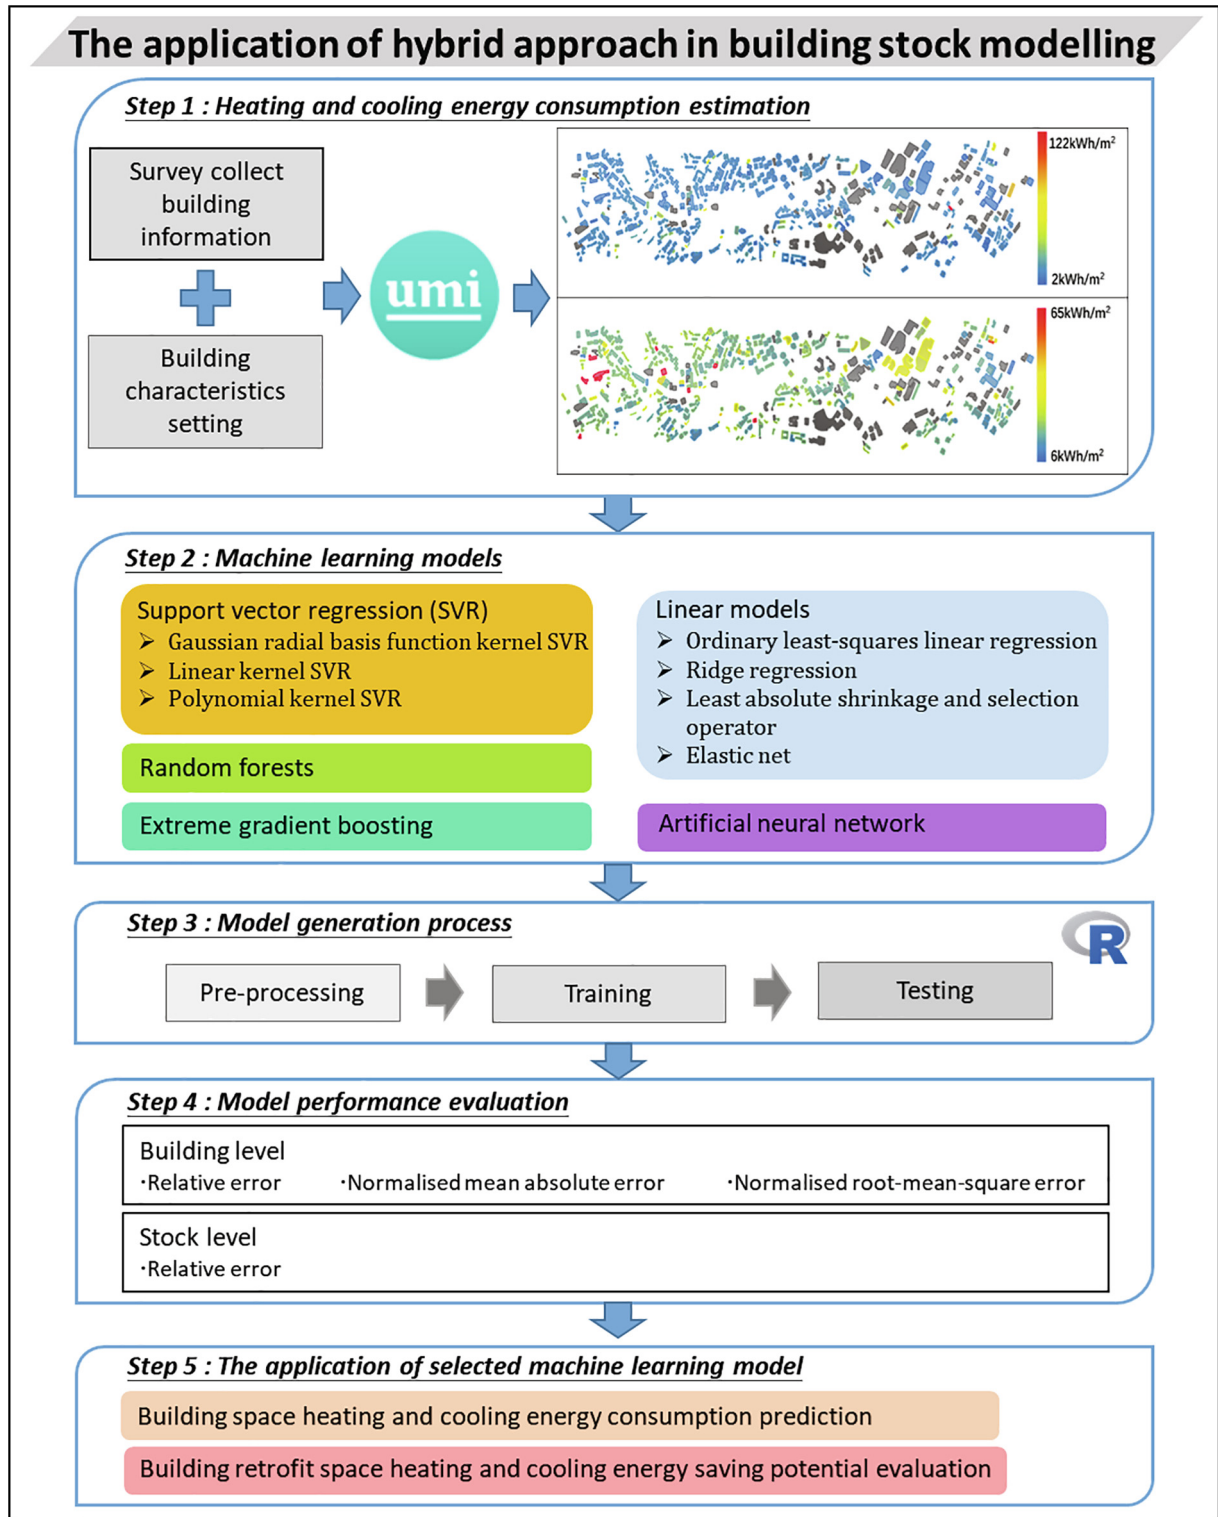 The application of hybrid approach in building stock modelling
Step 1 : Heating and cooling energy consumption estimation
Survey collect
building
information
Building
characteristics
setting
umi
122kWh/m²
2kWh/m²
65kWh/m²
6kWh/m²
Step 2 : Machine learning models
Support vector regression (SVR)
➢ Gaussian radial basis function kernel SVR
➢ Linear kernel SVR
➢ Polynomial kernel SVR
Random forests
Extreme gradient boosting
Linear models
➢ Ordinary least-squares linear regression
➢ Ridge regression
➢ Least absolute shrinkage and selection
operator
➢ Elastic net
Artificial neural network
Step 3 : Model generation process
R
Pre-processing
Training
Testing
Step 4 : Model performance evaluation
Building level
·Relative error ·Normalised mean absolute error ·Normalised root-mean-square error
Stock level
·Relative error
Step 5 : The application of selected machine learning model
Building space heating and cooling energy consumption prediction
Building retrofit space heating and cooling energy saving potential evaluation